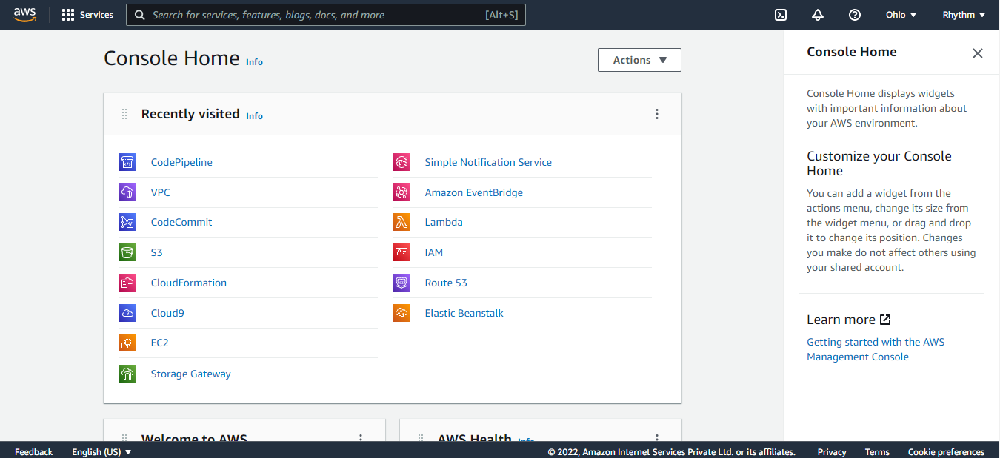 aws Services Search for services, features, blogs, docs, and more [Alt+S] Ohio ▼ Rhythm ▼
Console Home Info
Actions ▼
Recently visited Info
CodePipeline
VPC
CodeCommit
S3
CloudFormation
Cloud9
EC2
Storage Gateway
Simple Notification Service
Amazon EventBridge
Lambda
IAM
Route 53
Elastic Beanstalk
Welcome to AWS
AWS Health Info
Console Home
Console Home displays widgets
with important information about
your AWS environment.
Customize your Console
Home
You can add a widget from the
actions menu, change its size from
the widget menu, or drag and drop
it to change its position. Changes
you make do not affect others using
your shared account.
Learn more
Getting started with the AWS
Management Console
Feedback English (US) ▼ © 2022, Amazon Internet Services Private Ltd. or its affiliates. Privacy Terms Cookie preferences